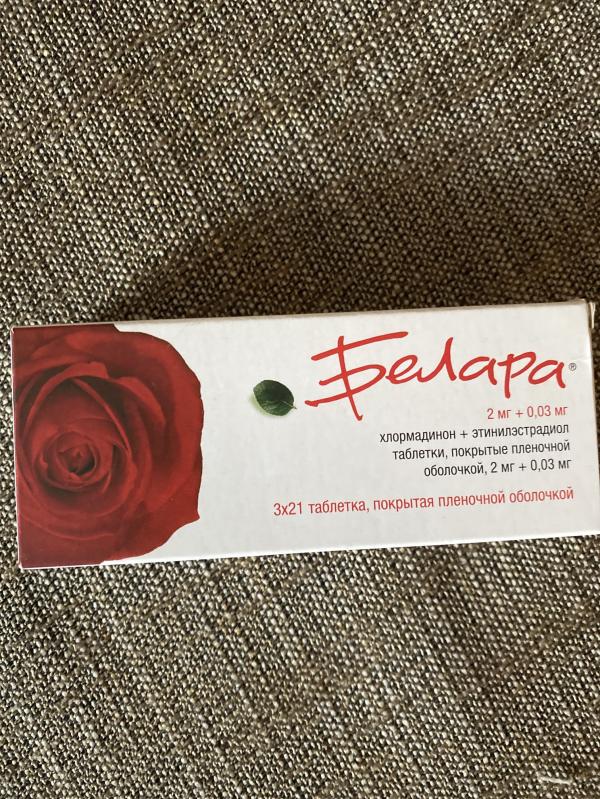 Белара®
2 мг + 0,03 мг
хлормадинон + этинилэстрадиол
таблетки, покрытые пленочной
оболочкой, 2 мг + 0,03 мг
3x21 таблетка, покрытая пленочной оболочкой